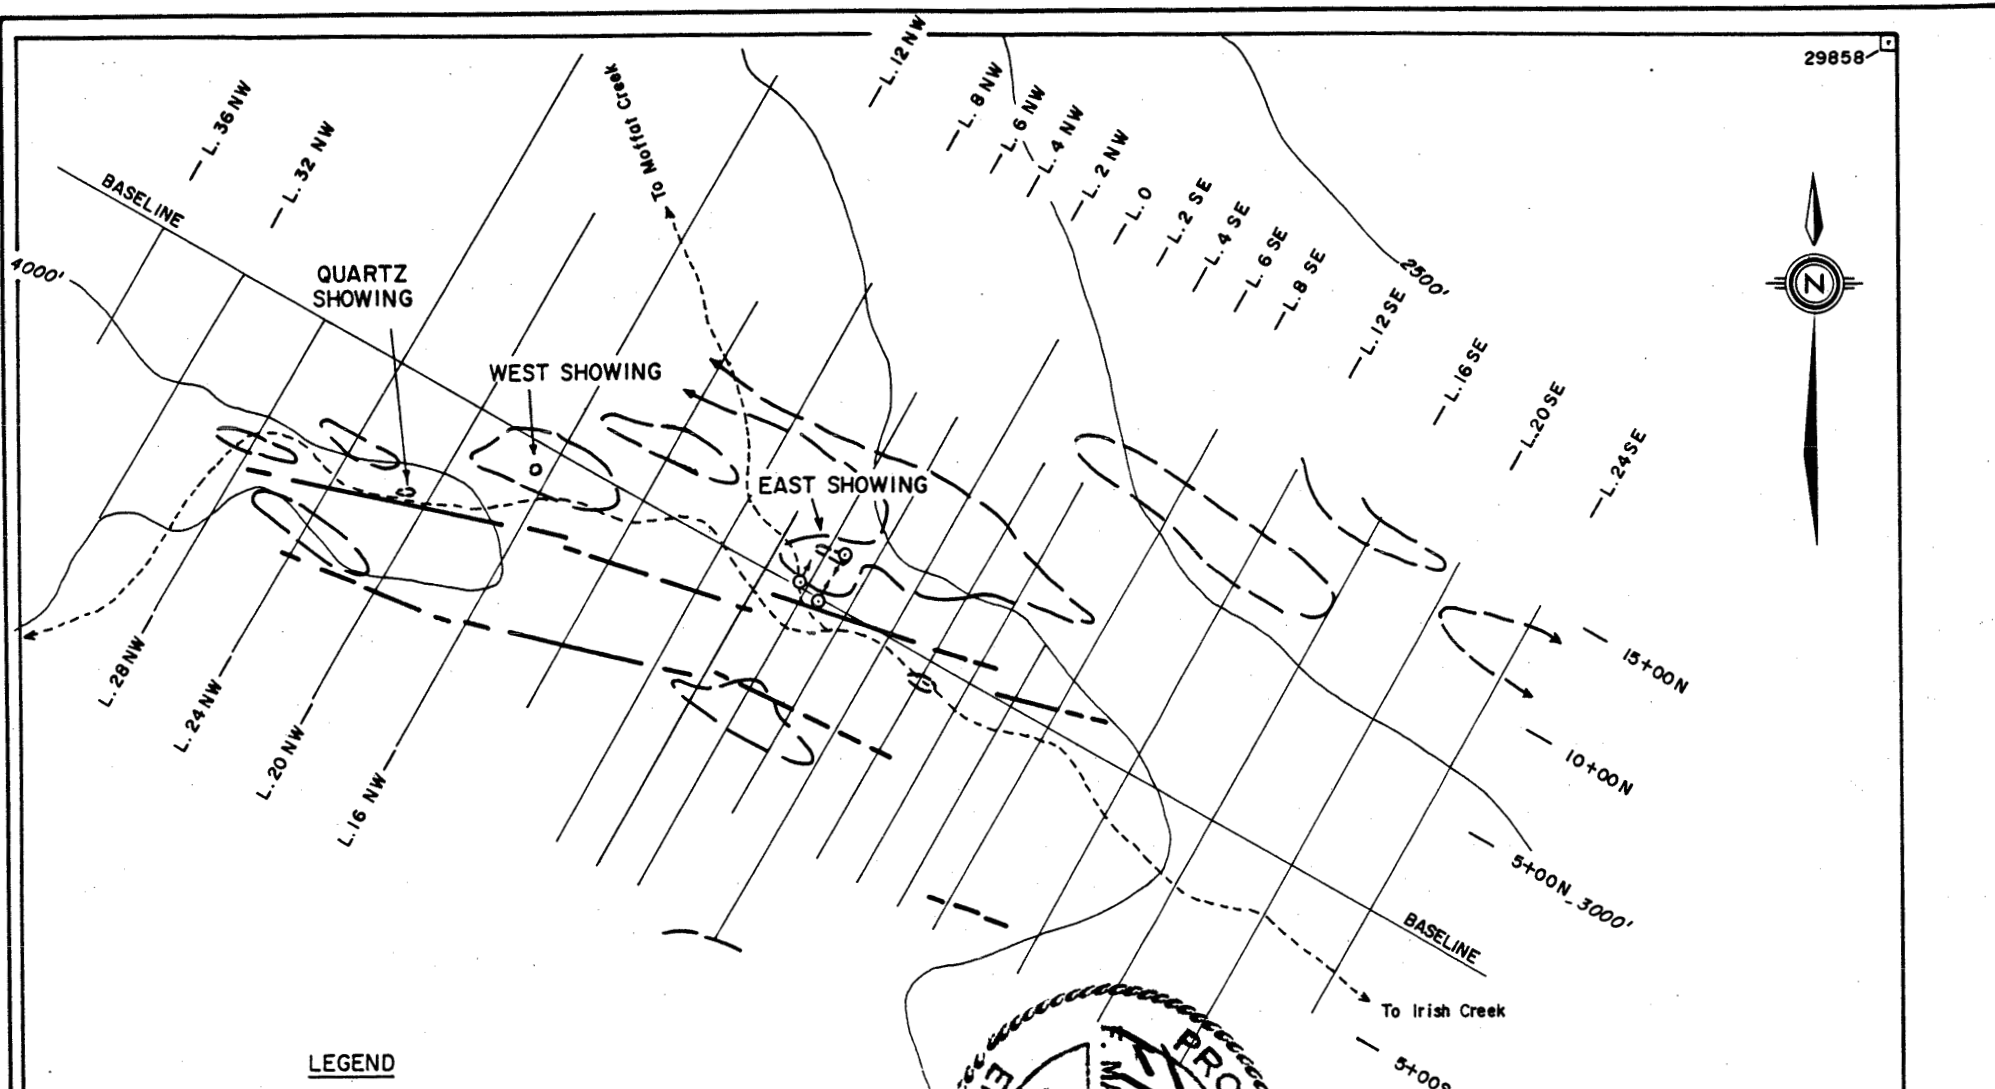 29858
L. 12 NW
L. 8 NW
L. 6 NW
L. 4 NW
L. 2 NW
L. 0
L. 2 SE
L. 4 SE
L. 6 SE
L. 8 SE
L. 12 SE
L. 16 SE
L. 20 SE
L. 24 SE
L. 36 NW
L. 32 NW
To Moffat Creek
BASELINE
4000'
2500'
N
QUARTZ
SHOWING
WEST SHOWING
EAST SHOWING
L. 28 NW
L. 24 NW
L. 20 NW
L. 16 NW
15+00N
10+00N
5+00N
3000'
BASELINE
To Irish Creek
5+00S
LEGEND